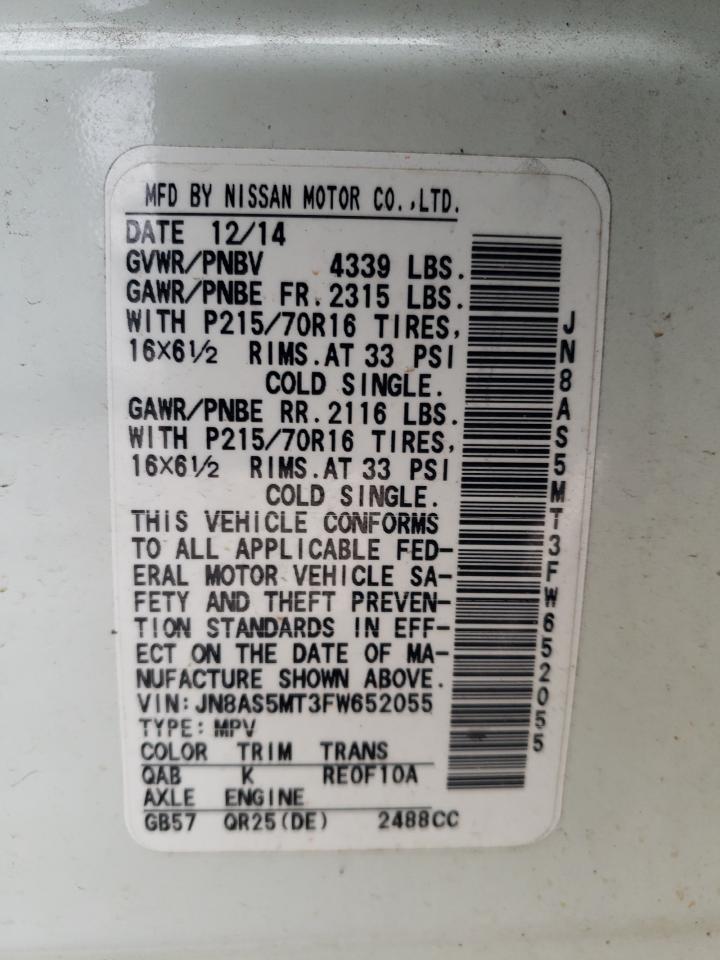 MFD BY NISSAN MOTOR CO.,LTD.
DATE 12/14
GVWR/PNBV 4339 LBS.
GAWR/PNBE FR. 2315 LBS.
WITH P215/70R16 TIRES,
16X6½ RIMS. AT 33 PSI
COLD SINGLE.
GAWR/PNBE RR. 2116 LBS.
WITH P215/70R16 TIRES,
16X6½ RIMS. AT 33 PSI
COLD SINGLE.
THIS VEHICLE CONFORMS
TO ALL APPLICABLE FED-
ERAL MOTOR VEHICLE SA-
FETY AND THEFT PREVEN-
TION STANDARDS IN EFF-
ECT ON THE DATE OF MA-
NUFACTURE SHOWN ABOVE.
VIN: JN8AS5MT3FW652055
TYPE: MPV
COLOR TRIM TRANS
QAB K RE0F10A
AXLE ENGINE
GB57 QR25(DE) 2488CC
JN8AS5MT3FW652055